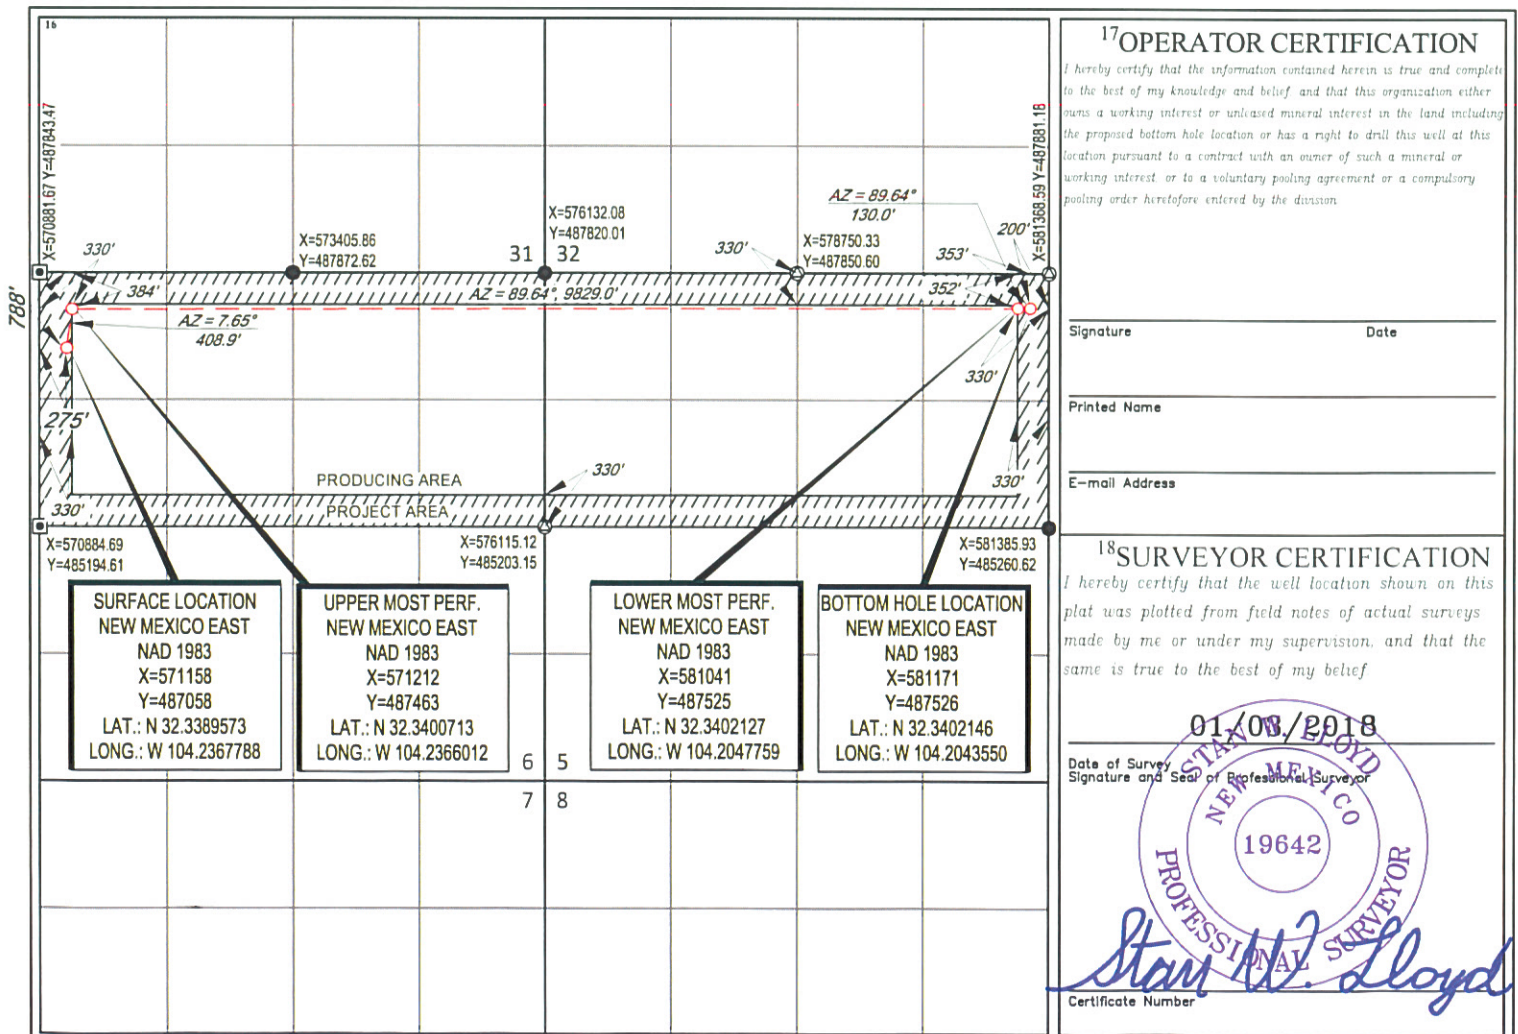 16
X=570881.67 Y=487843.47
X=581368.59 Y=487881.18
AZ = 89.64°
130.0'
X=576132.08
Y=487820.01
X=573405.86
Y=487872.62
X=578750.33
Y=487850.60
31 32
330'
330'
353'
200'
384'
AZ = 89.64°, 9829.0'
352'
788'
AZ = 7.65°
408.9'
330'
275'
330'
PRODUCING AREA
330'
330'
PROJECT AREA
X=570884.69
Y=485194.61
X=576115.12
Y=485203.15
X=581385.93
Y=485260.62
SURFACE LOCATION
NEW MEXICO EAST
NAD 1983
X=571158
Y=487058
LAT.: N 32.3389573
LONG.: W 104.2367788
UPPER MOST PERF.
NEW MEXICO EAST
NAD 1983
X=571212
Y=487463
LAT.: N 32.3400713
LONG.: W 104.2366012
LOWER MOST PERF.
NEW MEXICO EAST
NAD 1983
X=581041
Y=487525
LAT.: N 32.3402127
LONG.: W 104.2047759
BOTTOM HOLE LOCATION
NEW MEXICO EAST
NAD 1983
X=581171
Y=487526
LAT.: N 32.3402146
LONG.: W 104.2043550
6 5
7 8
17 OPERATOR CERTIFICATION
I hereby certify that the information contained herein is true and complete
to the best of my knowledge and belief and that this organization either
owns a working interest or unleased mineral interest in the land including
the proposed bottom hole location or has a right to drill this well at this
location pursuant to a contract with an owner of such a mineral or
working interest. or to a voluntary pooling agreement or a compulsory
pooling order heretofore entered by the division
Signature Date
Printed Name
E-mail Address
18 SURVEYOR CERTIFICATION
I hereby certify that the well location shown on this
plat was plotted from field notes of actual surveys
made by me or under my supervision. and that the
same is true to the best of my belief
01/03/2018
Date of Survey
Signature and Seal of Professional Surveyor
STAN W LLOYD
NEW MEXICO
19642
PROFESSIONAL SURVEYOR
Stan W. Lloyd
Certificate Number